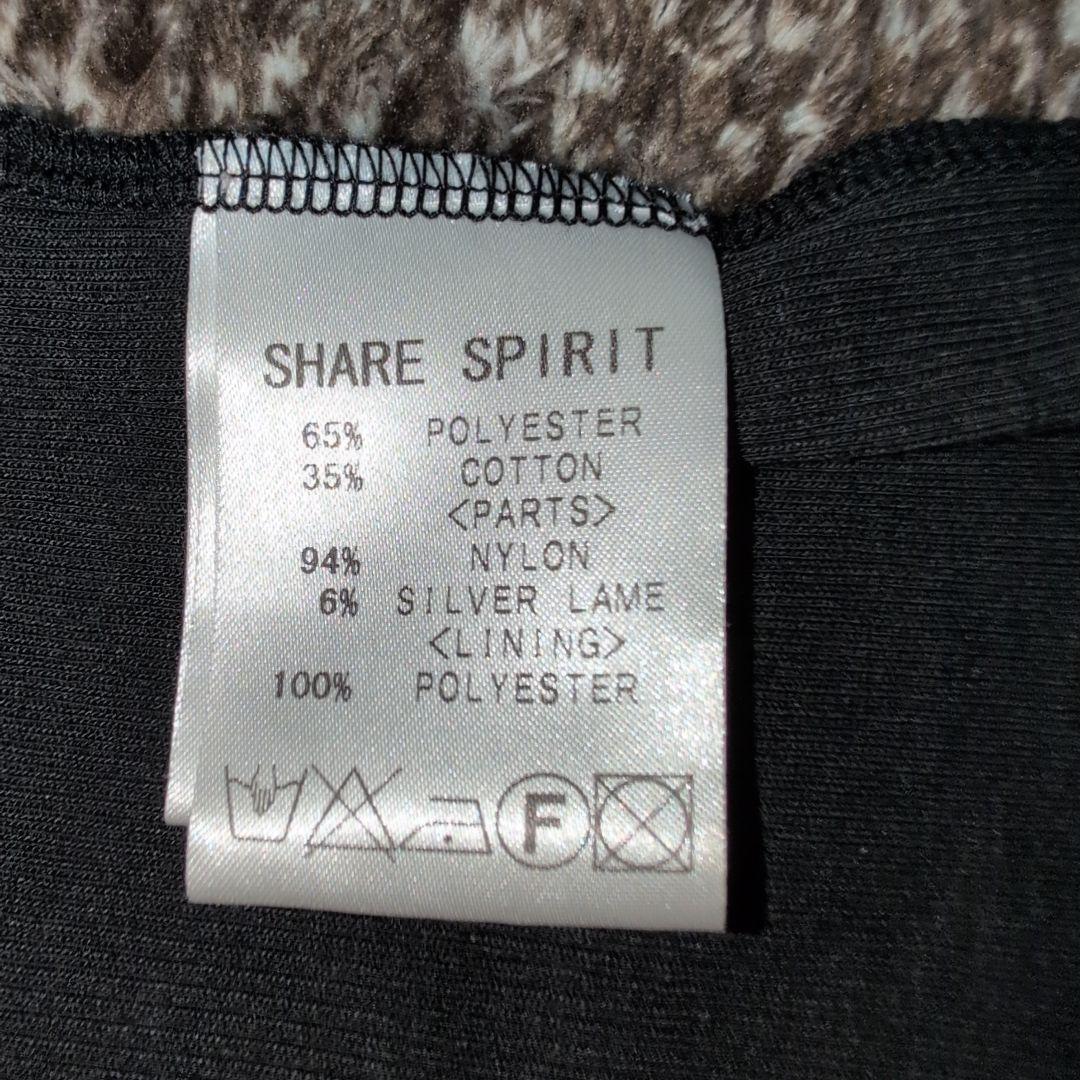 SHARE SPIRIT
65% POLYESTER
35% COTTON
<PARTS>
94% NYLON
6% SILVER LAME
<LINING>
100% POLYESTER
F